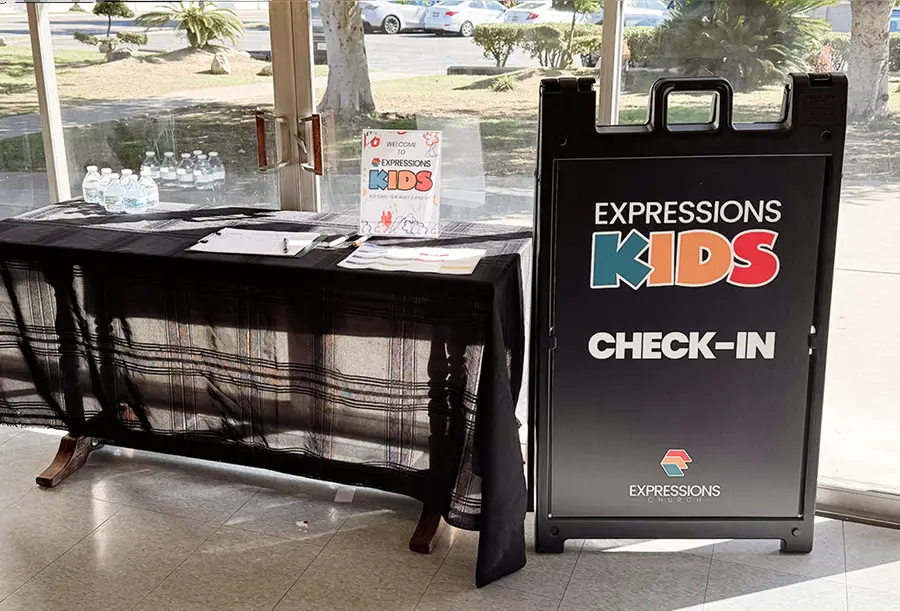 WELCOME
TO
EXPRESSIONS
KIDS
EXPRESSIONS
KIDS
CHECK-IN
EXPRESSIONS
CHURCH